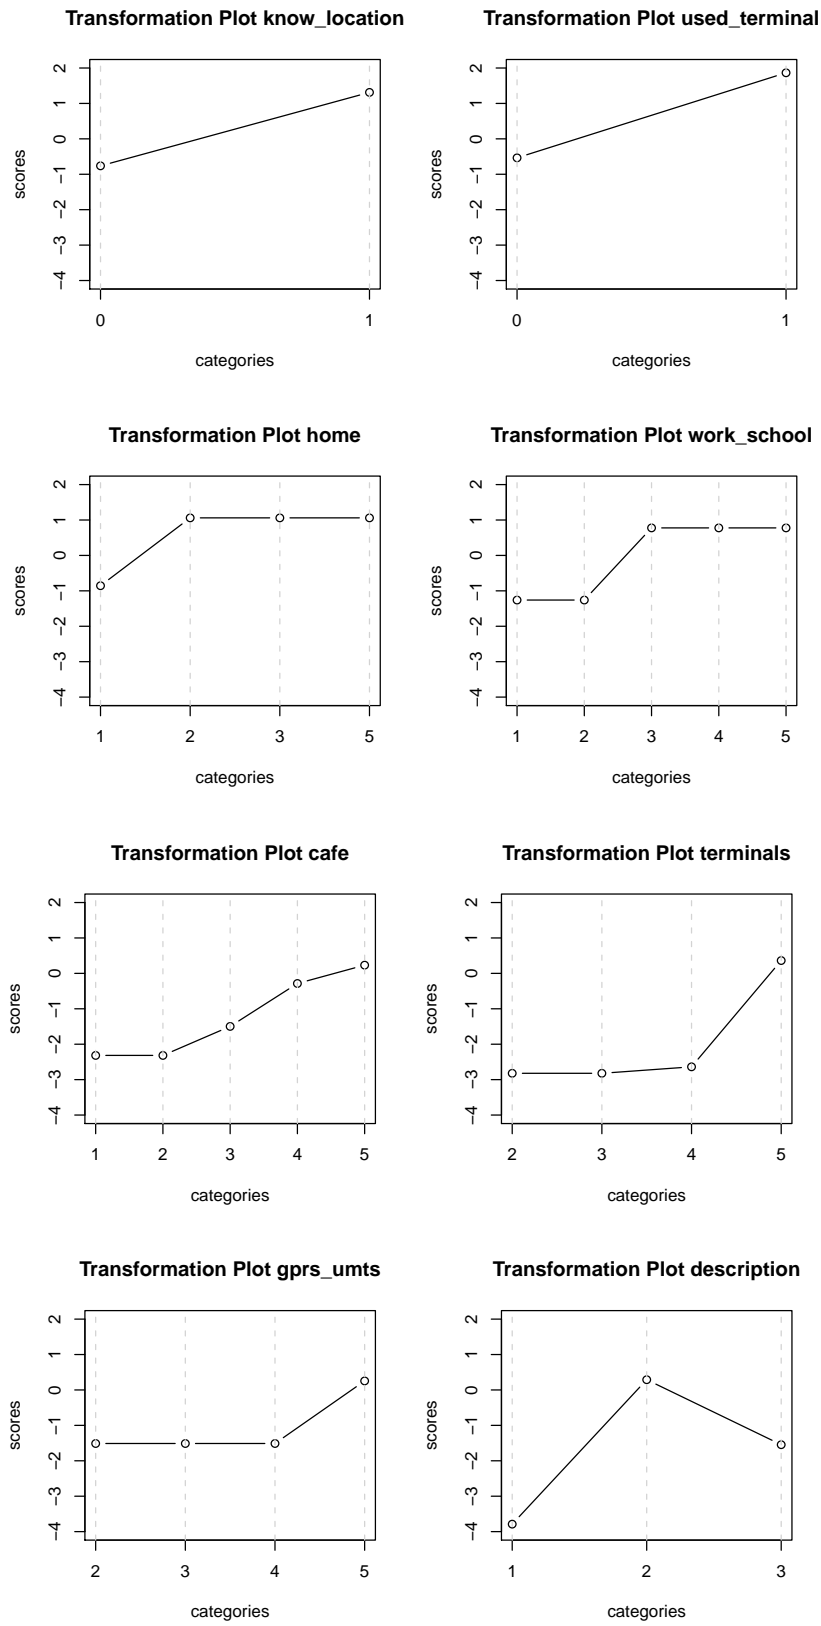 Transformation Plot know_location
2
1
0
−1
−2
−3
−4
scores
0 1
categories
Transformation Plot used_terminal
2
1
0
−1
−2
−3
−4
scores
0 1
categories
Transformation Plot home
2
1
0
−1
−2
−3
−4
scores
1 2 3 5
categories
Transformation Plot work_school
2
1
0
−1
−2
−3
−4
scores
1 2 3 4 5
categories
Transformation Plot cafe
2
1
0
−1
−2
−3
−4
scores
1 2 3 4 5
categories
Transformation Plot terminals
2
1
0
−1
−2
−3
−4
scores
2 3 4 5
categories
Transformation Plot gprs_umts
2
1
0
−1
−2
−3
−4
scores
2 3 4 5
categories
Transformation Plot description
2
1
0
−1
−2
−3
−4
scores
1 2 3
categories